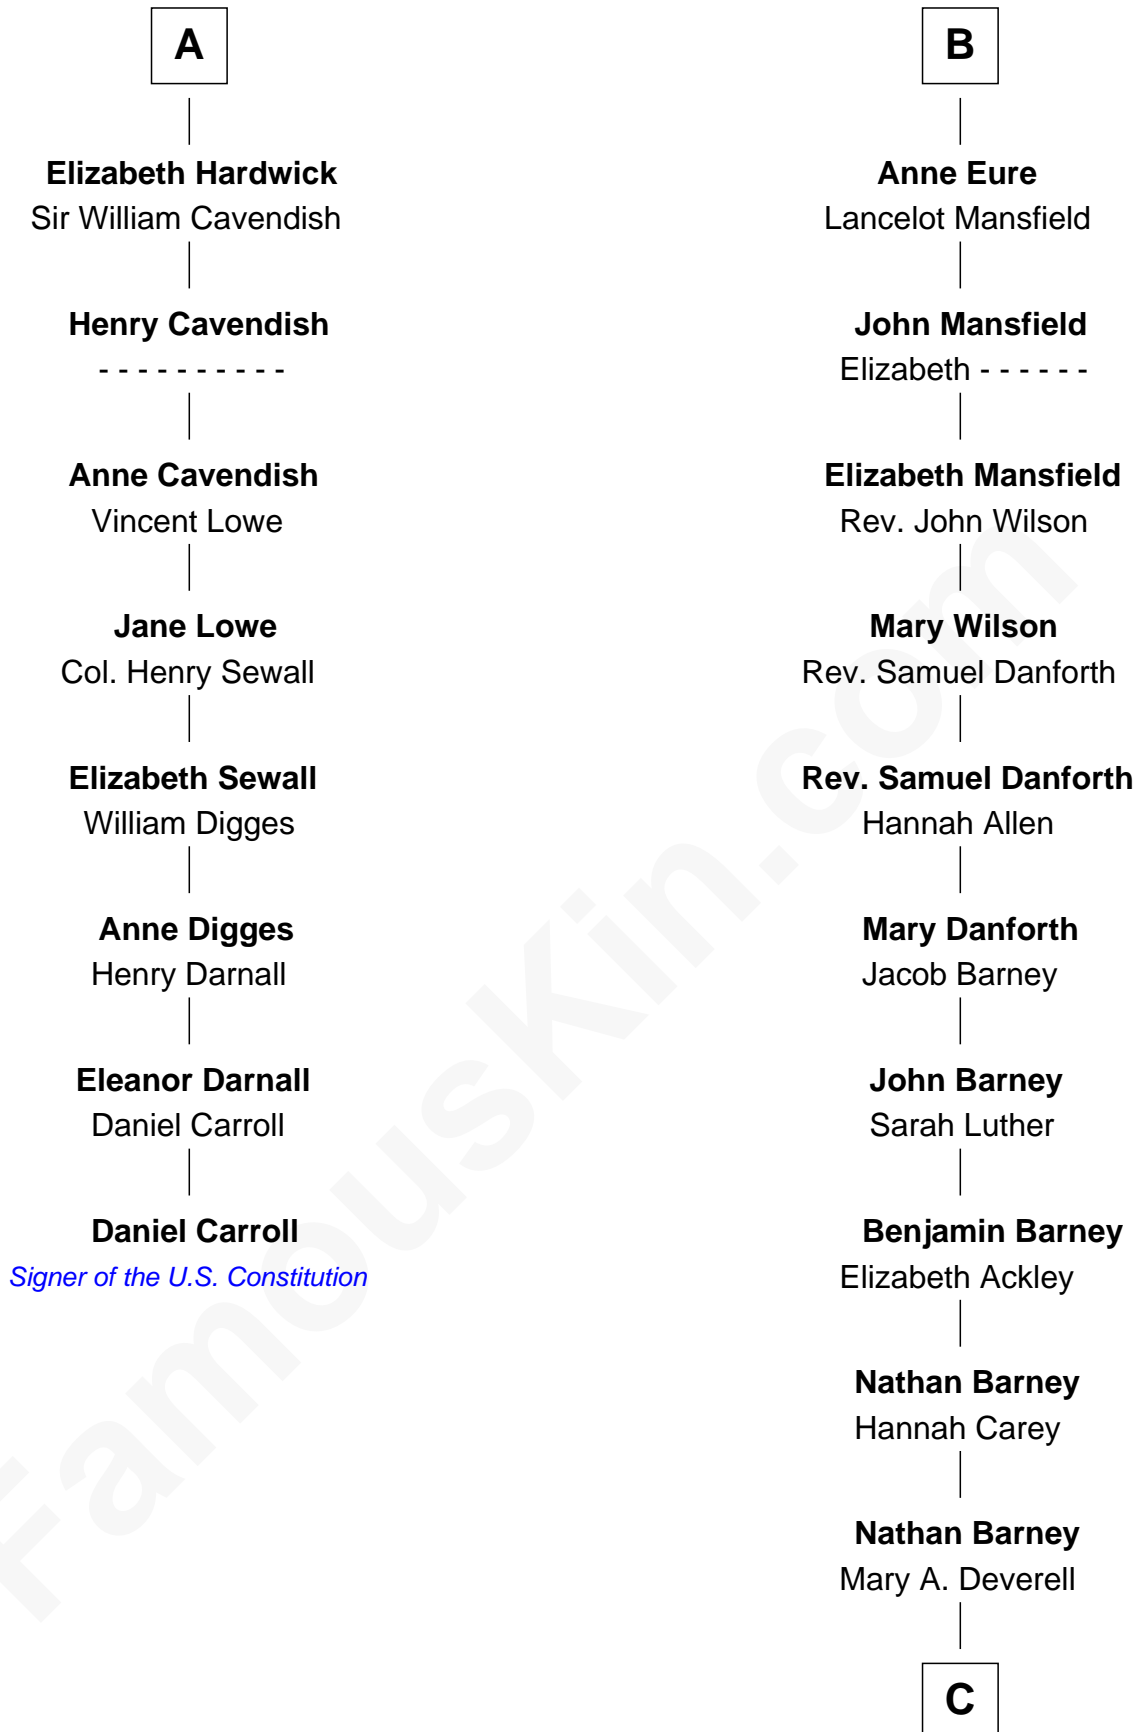 A
Elizabeth Hardwick
Sir William Cavendish
Henry Cavendish
- - - - - - - - - -
Anne Cavendish
Vincent Lowe
Jane Lowe
Col. Henry Sewall
Elizabeth Sewall
William Digges
Anne Digges
Henry Darnall
Eleanor Darnall
Daniel Carroll
Daniel Carroll
Signer of the U.S. Constitution
B
Anne Eure
Lancelot Mansfield
John Mansfield
Elizabeth - - - - - -
Elizabeth Mansfield
Rev. John Wilson
Mary Wilson
Rev. Samuel Danforth
Rev. Samuel Danforth
Hannah Allen
Mary Danforth
Jacob Barney
John Barney
Sarah Luther
Benjamin Barney
Elizabeth Ackley
Nathan Barney
Hannah Carey
Nathan Barney
Mary A. Deverell
C
FamousKin.com